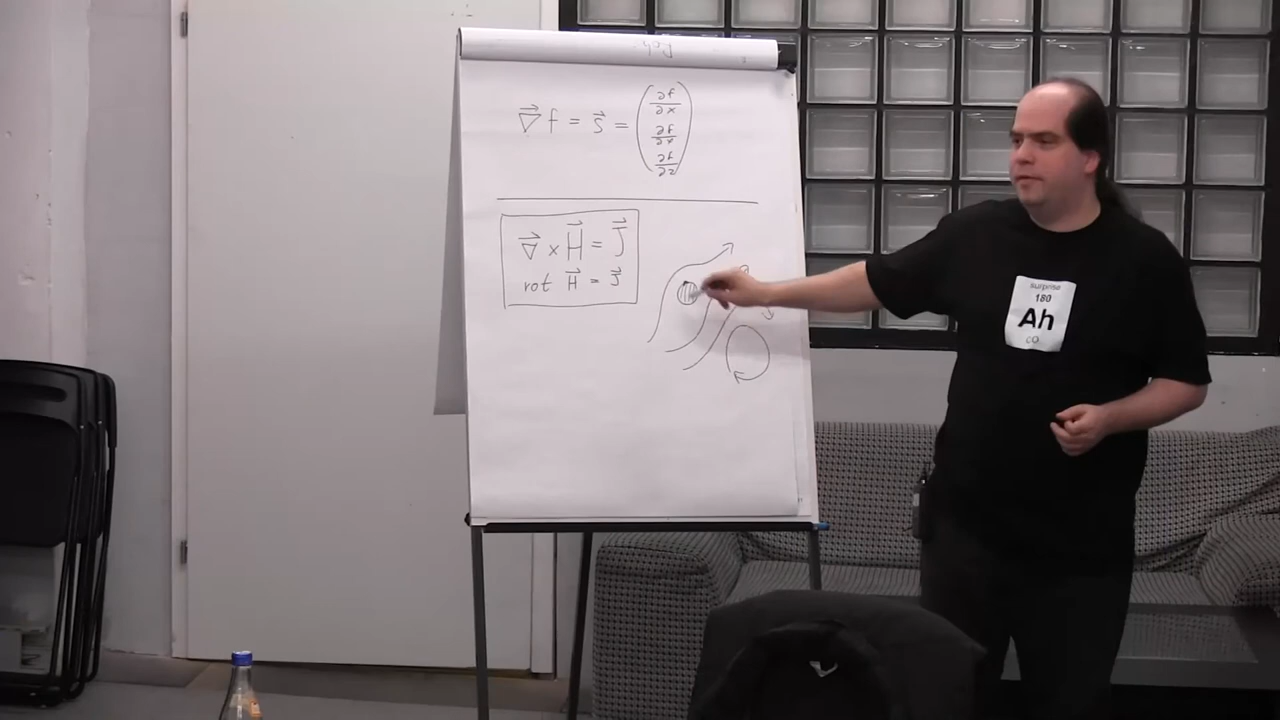 ∇⃗ f = s⃗ = (∂f/∂x ∂f/∂x ∂f/∂z)
∇⃗ × H⃗ = J⃗
rot H⃗ = J⃗
surprise
180
Ah
CO